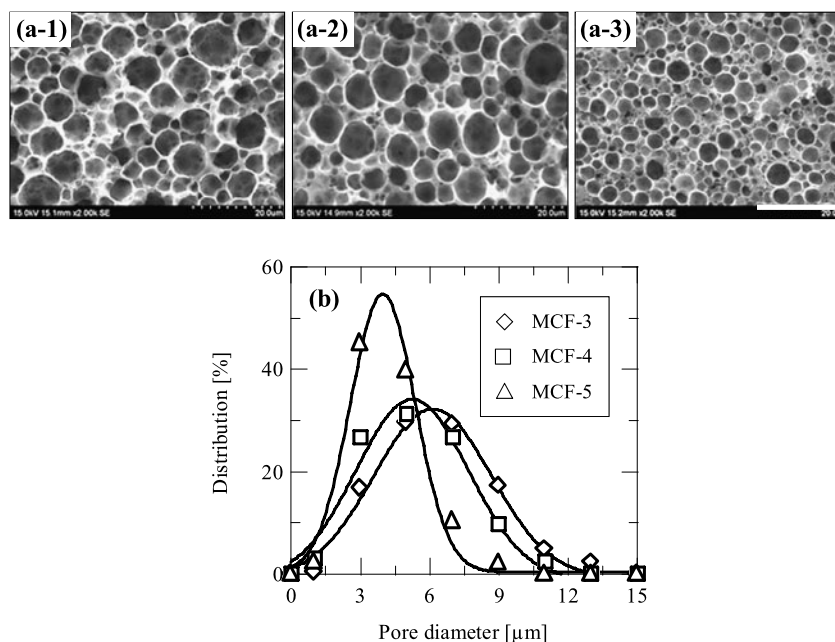 (a-1)
(a-2)
(a-3)
15.0kV 15.1mm x2.00k SE
20.0um
15.0kV 14.9mm x2.00k SE
20.0um
15.0kV 15.2mm x2.00k SE
60
(b)
MCF-3
MCF-4
MCF-5
40
20
0
Distribution [%]
0 3 6 9 12 15
Pore diameter [µm]